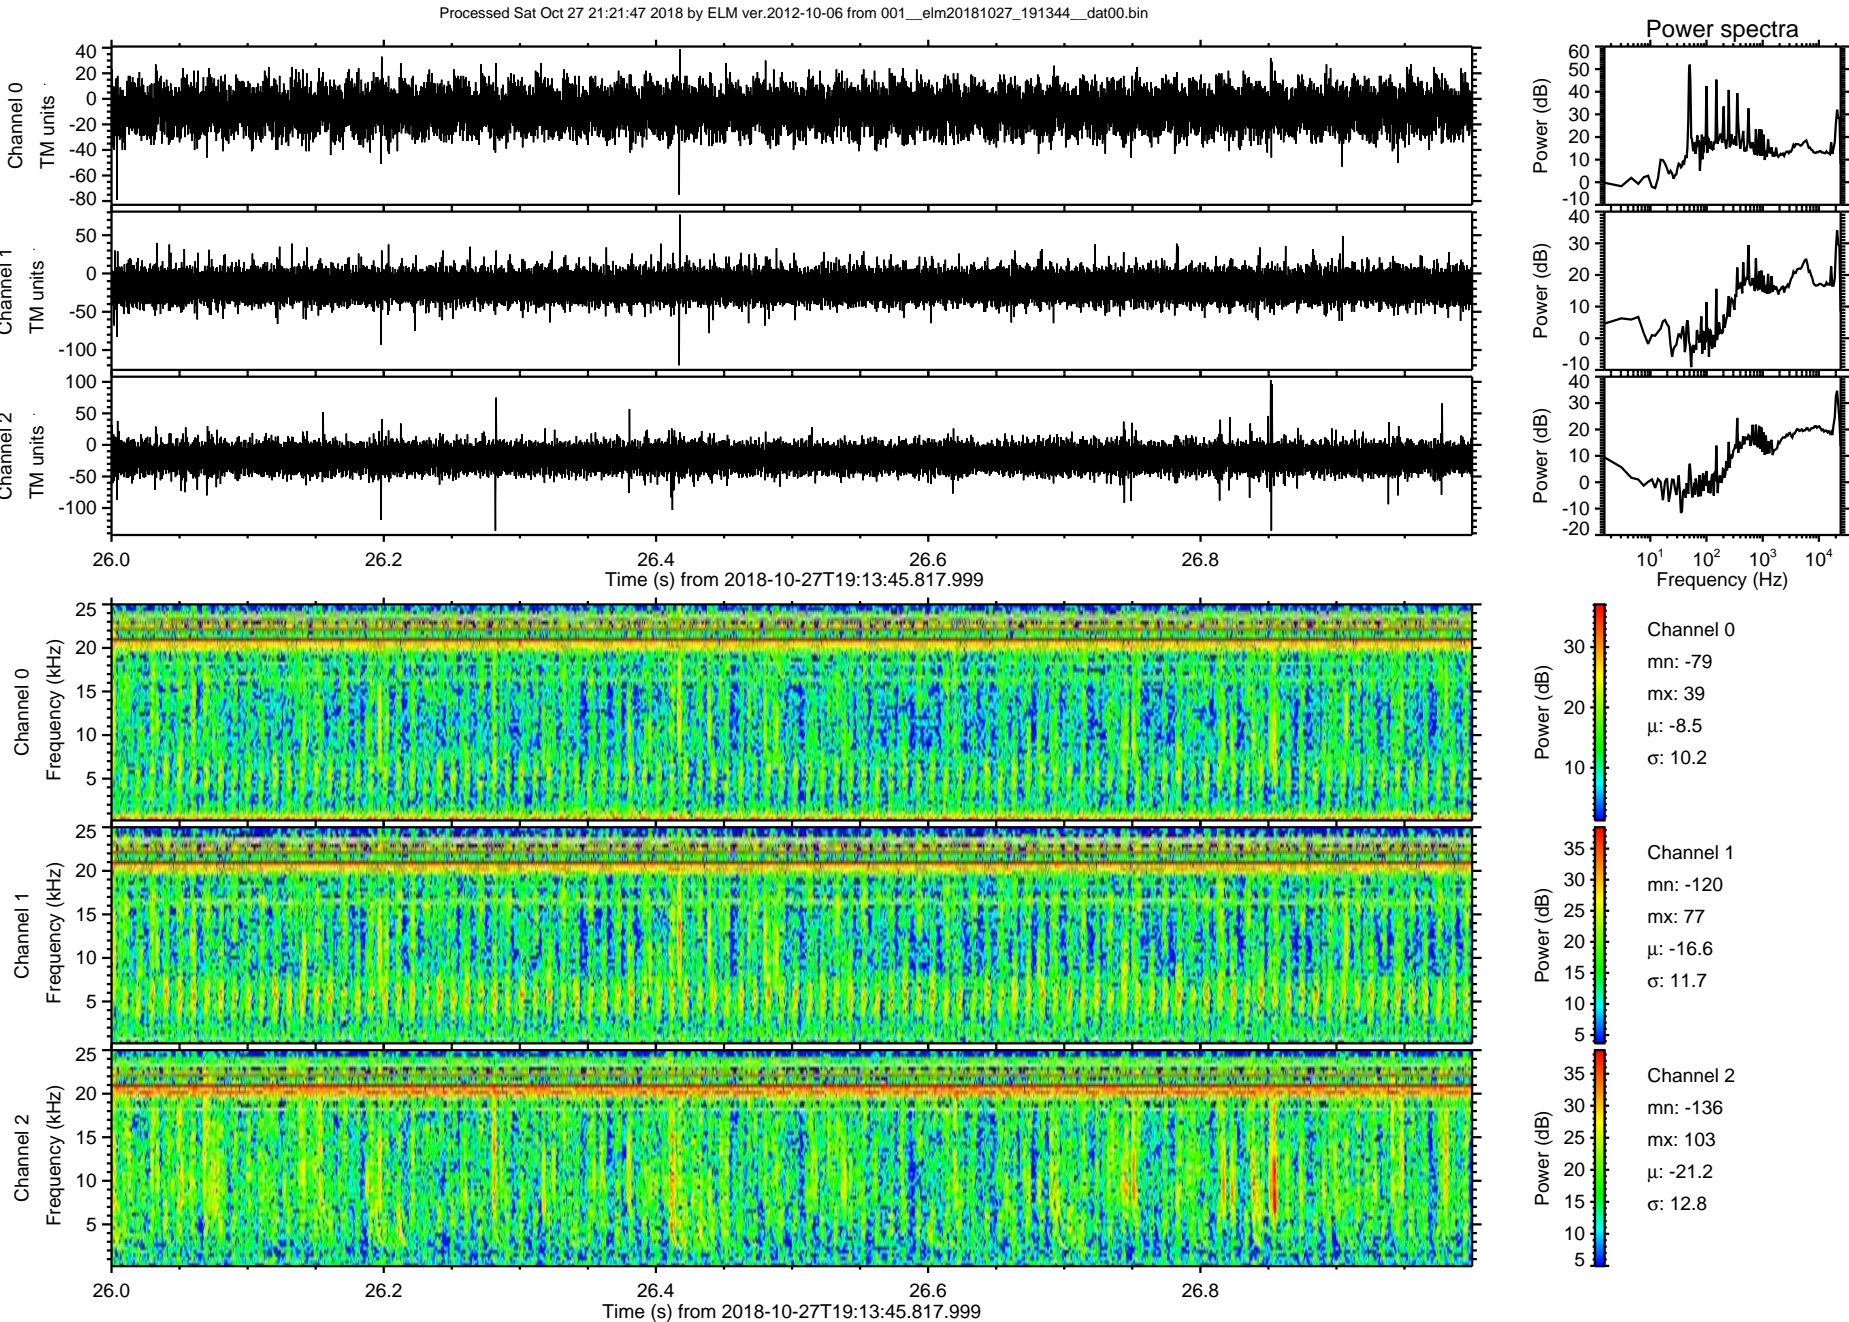 Processed Sat Oct 27 21:21:47 2018 by ELM ver.2012-10-06 from 001__elm20181027_191344__dat00.bin
Power spectra
Channel 0
TM units
40
20
0
-20
-40
-60
-80
Power (dB)
60
50
40
30
20
10
0
-10
Channel 1
TM units
50
0
-50
-100
Power (dB)
40
30
20
10
0
-10
Channel 2
TM units
100
50
0
-50
-100
Power (dB)
40
30
20
10
0
-10
-20
26.0 26.2 26.4 26.6 26.8
Time (s) from 2018-10-27T19:13:45.817.999
10^1 10^2 10^3 10^4
Frequency (Hz)
Channel 0
Frequency (kHz)
25
20
15
10
5
Power (dB)
30
20
10
Channel 0
mn: -79
mx: 39
μ: -8.5
σ: 10.2
Channel 1
Frequency (kHz)
25
20
15
10
5
Power (dB)
35
30
25
20
15
10
5
Channel 1
mn: -120
mx: 77
μ: -16.6
σ: 11.7
Channel 2
Frequency (kHz)
25
20
15
10
5
Power (dB)
35
30
25
20
15
10
5
Channel 2
mn: -136
mx: 103
μ: -21.2
σ: 12.8
26.0 26.2 26.4 26.6 26.8
Time (s) from 2018-10-27T19:13:45.817.999